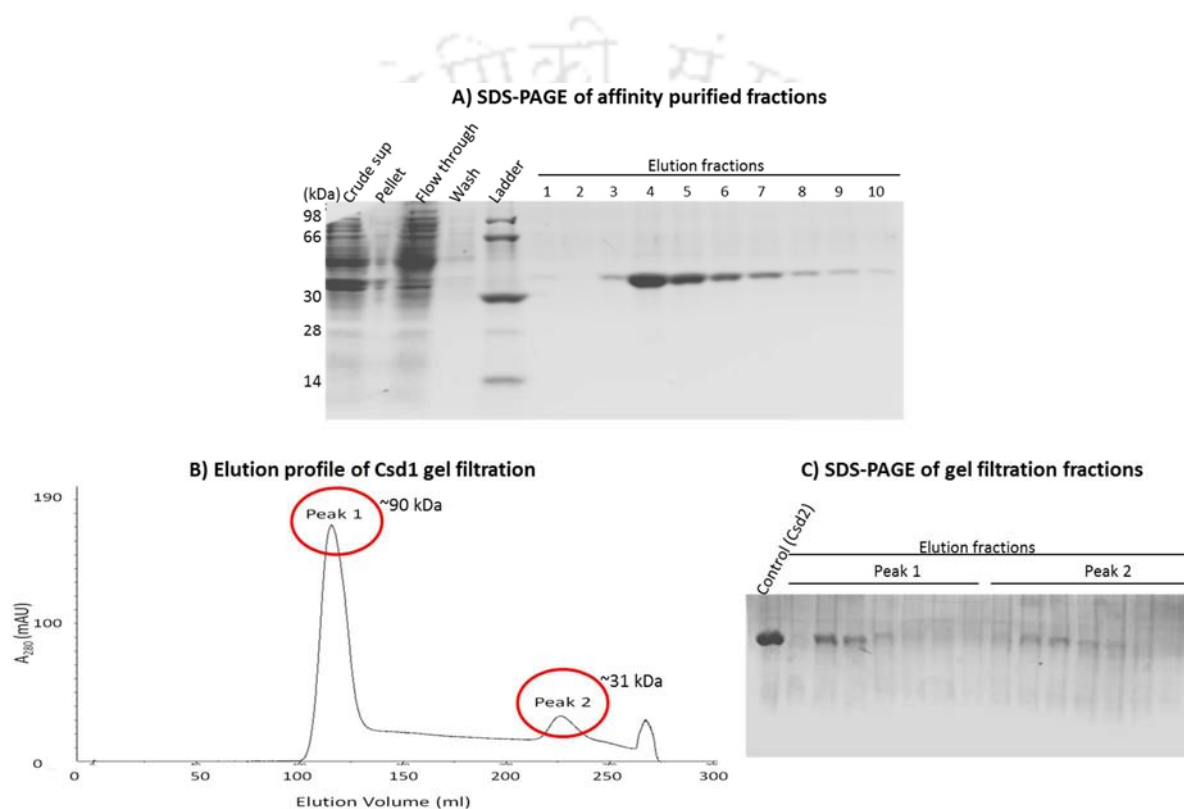 A) SDS-PAGE of affinity purified fractions
Crude sup
Pellet
Flow through
Wash
Ladder
Elution fractions
(kDa)
1 2 3 4 5 6 7 8 9 10
98
66
30
28
14
B) Elution profile of Csd1 gel filtration
190
100
0
A280 (mAU)
Peak 1
~90 kDa
Peak 2
~31 kDa
0 50 100 150 200 250 300
Elution Volume (ml)
C) SDS-PAGE of gel filtration fractions
Control (Csd2)
Elution fractions
Peak 1 Peak 2